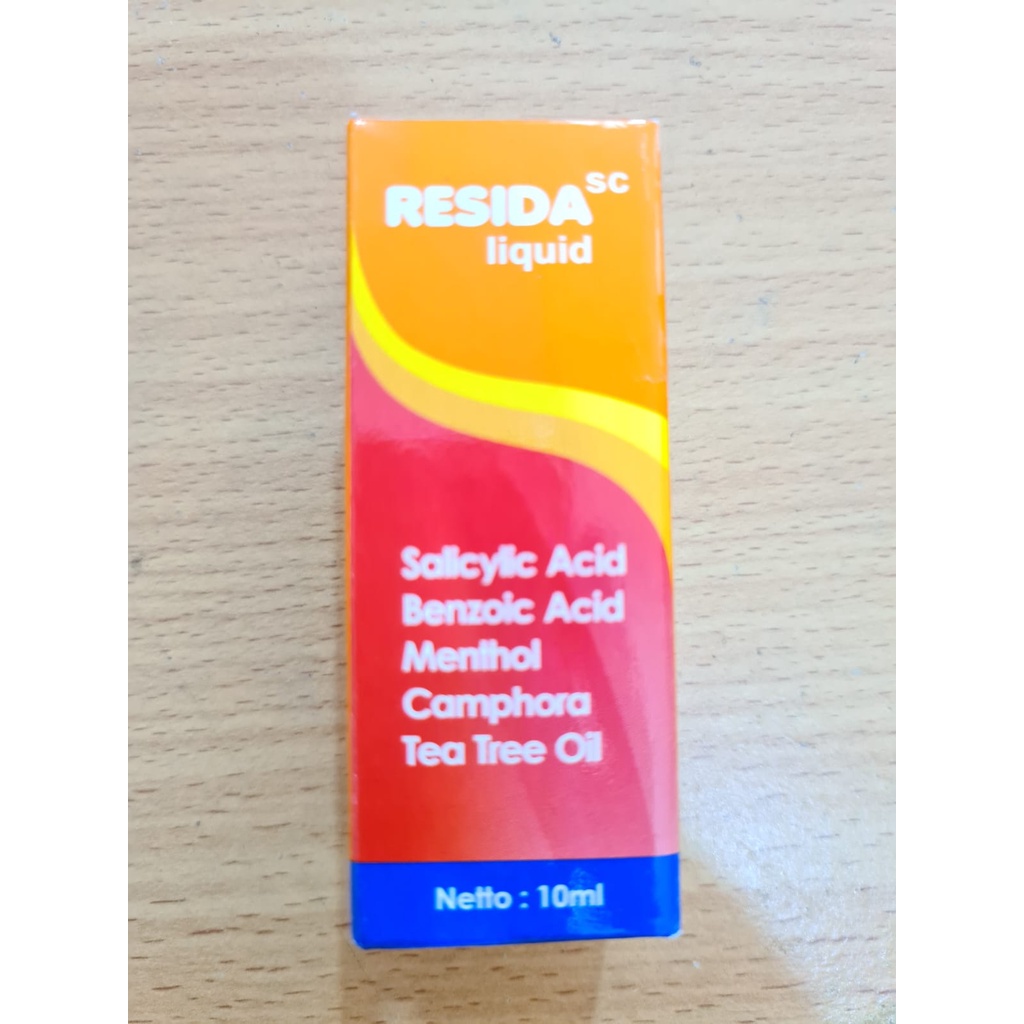 RESIDA SC
liquid
Salicylic Acid
Benzoic Acid
Menthol
Camphora
Tea Tree Oil
Netto : 10ml